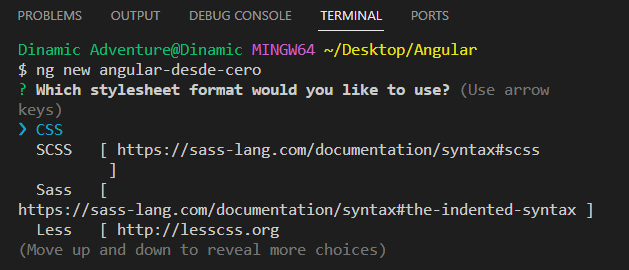 PROBLEMS OUTPUT DEBUG CONSOLE TERMINAL PORTS
Dinamic Adventure@Dinamic MINGW64 ~/Desktop/Angular
$ ng new angular-desde-cero
? Which stylesheet format would you like to use? (Use arrow
keys)
❯ CSS
SCSS [ https://sass-lang.com/documentation/syntax#scss
]
Sass [
https://sass-lang.com/documentation/syntax#the-indented-syntax ]
Less [ http://lesscss.org
(Move up and down to reveal more choices)